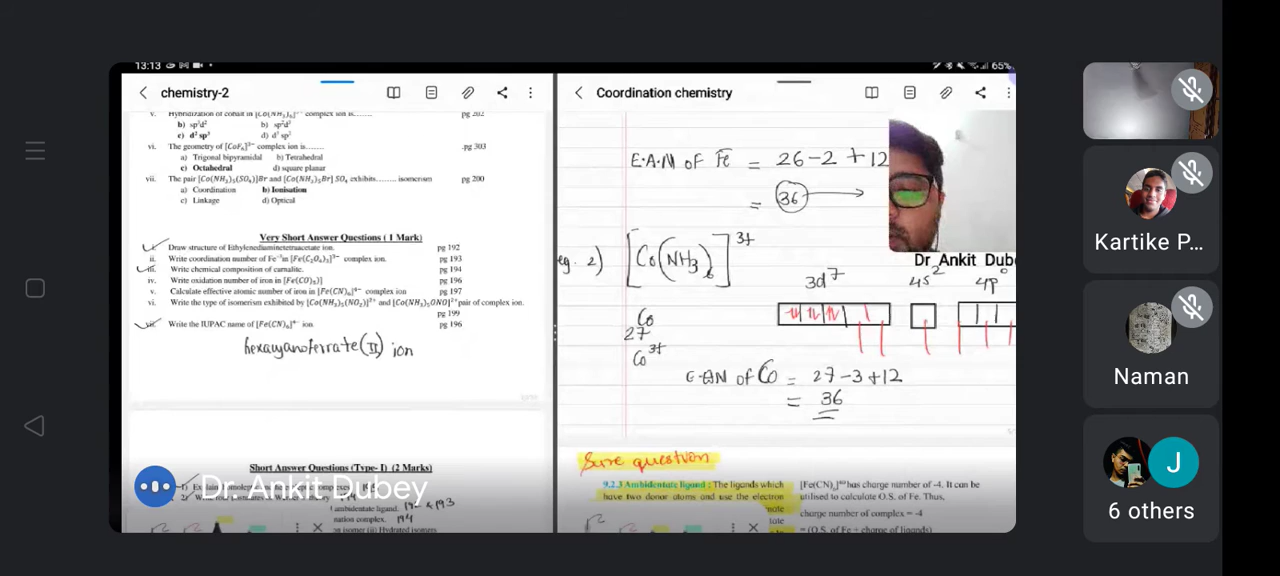 13:13
65%
chemistry-2
Coordination chemistry
v. Hybridization of cobalt in [Co(NH₃)₆]³⁺ complex ion is....... pg 202
b) sp³d² b) sp²d²
c) d² sp³ d) d³ sp²
vi. The geometry of [CoF₆]³⁻ complex ion is....... .pg 303
a) Trigonal bipyramidal b) Tetrahedral
c) Octahedral d) square planar
vii. The pair [Co(NH₃)₅(SO₄)]Br and [Co(NH₃)₅Br] SO₄ exhibits........ isomerism pg 200
a) Coordination b) Ionisation
c) Linkage d) Optical
Very Short Answer Questions ( 1 Mark)
Draw structure of Ethylenediaminetetraacetate ion. pg 192
ii. Write coordination number of in [Fe(C₂O₄)₃]³⁻ complex ion. pg 193
iii. Write chemical composition of carnalite. pg 194
iv. Write oxidation number of iron in [Fe(CO)₅] pg 196
v. Calculate effective atomic number of iron in [Fe(CN)₆]⁴⁻ complex ion pg 197
vi. Write the type of isomerism exhibited by [Co(NH₃)₅(NO₂)]²⁺ and [Co(NH₃)₅ONO]²⁺ pair of complex ion.
pg 199
vii. Write the IUPAC name of [Fe(CN)₆]⁴⁻ ion. pg 196
hexacyanoferrate(II) ion
Short Answer Questions (Type- I) (2 Marks)
Dr. Ankit Dubey
E.A.N of Fe = 26-2 +12
= 36
eg. 2) [Co(NH₃)₆]³⁺
Dr Ankit Du
3d⁷ 4s² 4p⁰
Co
27
Co³⁺
E.AN of Co = 27-3+12
= 36
Sure question
9.2.3 Ambidentate ligand : The ligands which
have two donor atoms and use the electron
has charge number of -4. It can be
utilised to calculate O.S. of Fe. Thus,
charge number of complex = -4
= (O.S. of Fe + charge of ligands)
Kartike P...
Naman
J
6 others